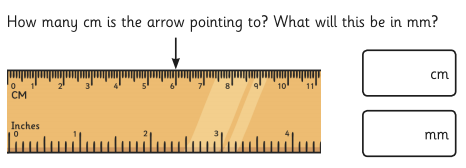 How many cm is the arrow pointing to? What will this be in mm?
0 1 2 3 4 5 6 7 8 9 10 11
CM
cm
Inches
0 1 2 3 4
mm